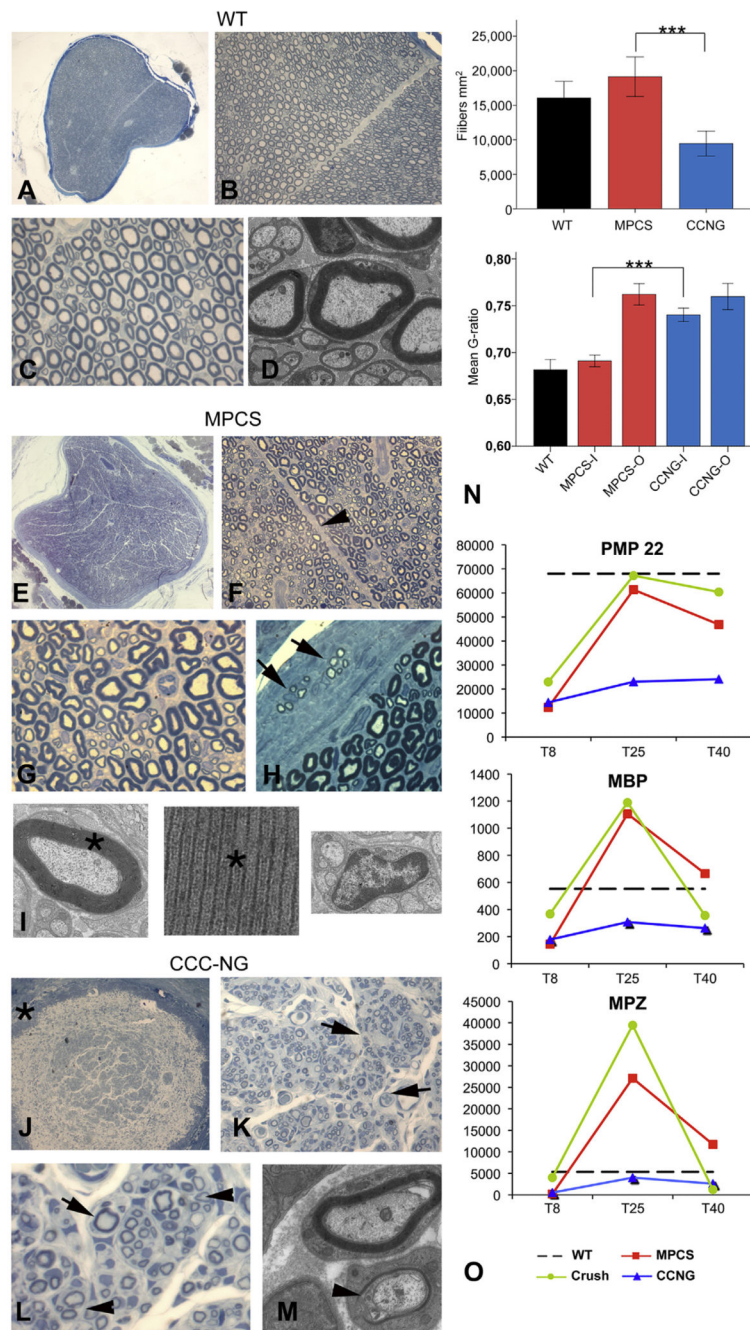 WT
A
B
C
D
MPCS
E
F
G
H
I
*
*
CCC-NG
*
J
K
L
M
***
Fiibers mm²
25,000
20,000
15,000
10,000
5,000
0
WT
MPCS
CCNG
***
Mean G-ratio
0,80
0,75
0,70
0,65
0,60
WT
MPCS-I
MPCS-O
CCNG-I
CCNG-O
N
PMP 22
80000
70000
60000
50000
40000
30000
20000
10000
0
T8
T25
T40
MBP
1400
1200
1000
800
600
400
200
0
T8
T25
T40
MPZ
45000
40000
35000
30000
25000
20000
15000
10000
5000
0
T8
T25
T40
O
WT
MPCS
Crush
CCNG